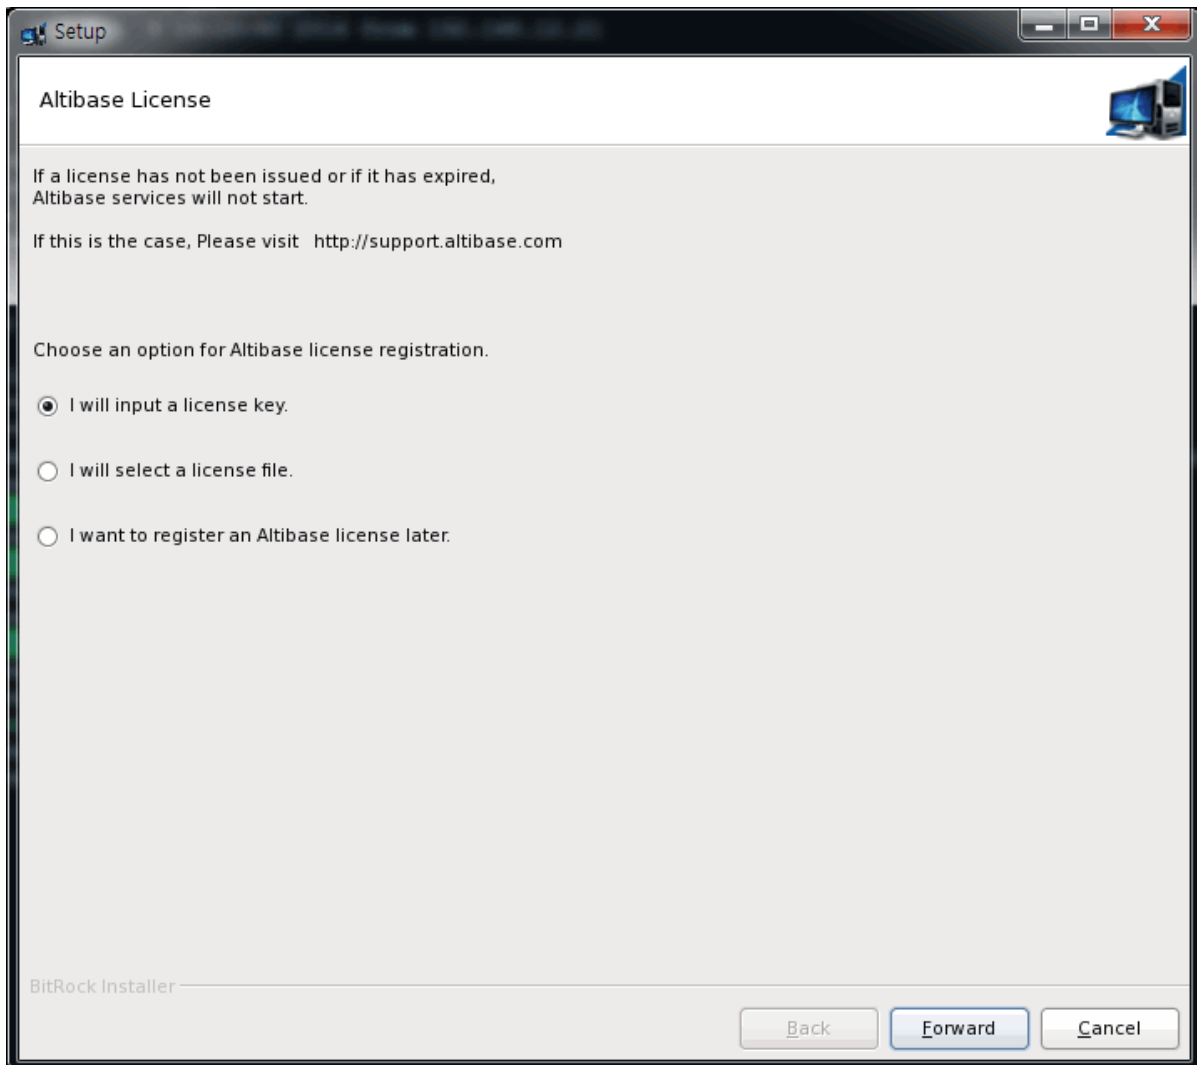 Setup
Altibase License
If a license has not been issued or if it has expired,
Altibase services will not start.
If this is the case, Please visit http://support.altibase.com
Choose an option for Altibase license registration.
I will input a license key.
I will select a license file.
I want to register an Altibase license later.
BitRock Installer
Back
Forward
Cancel